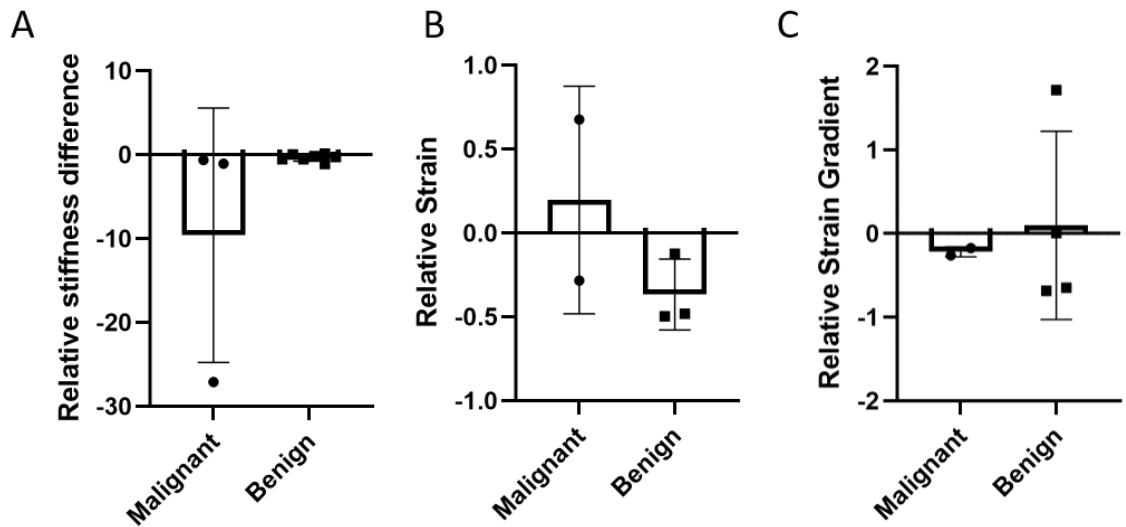 A
Relative stiffness difference
10
0
-10
-20
-30
Malignant
Benign
B
Relative Strain
1.0
0.5
0.0
-0.5
-1.0
Malignant
Benign
C
Relative Strain Gradient
2
1
0
-1
-2
Malignant
Benign